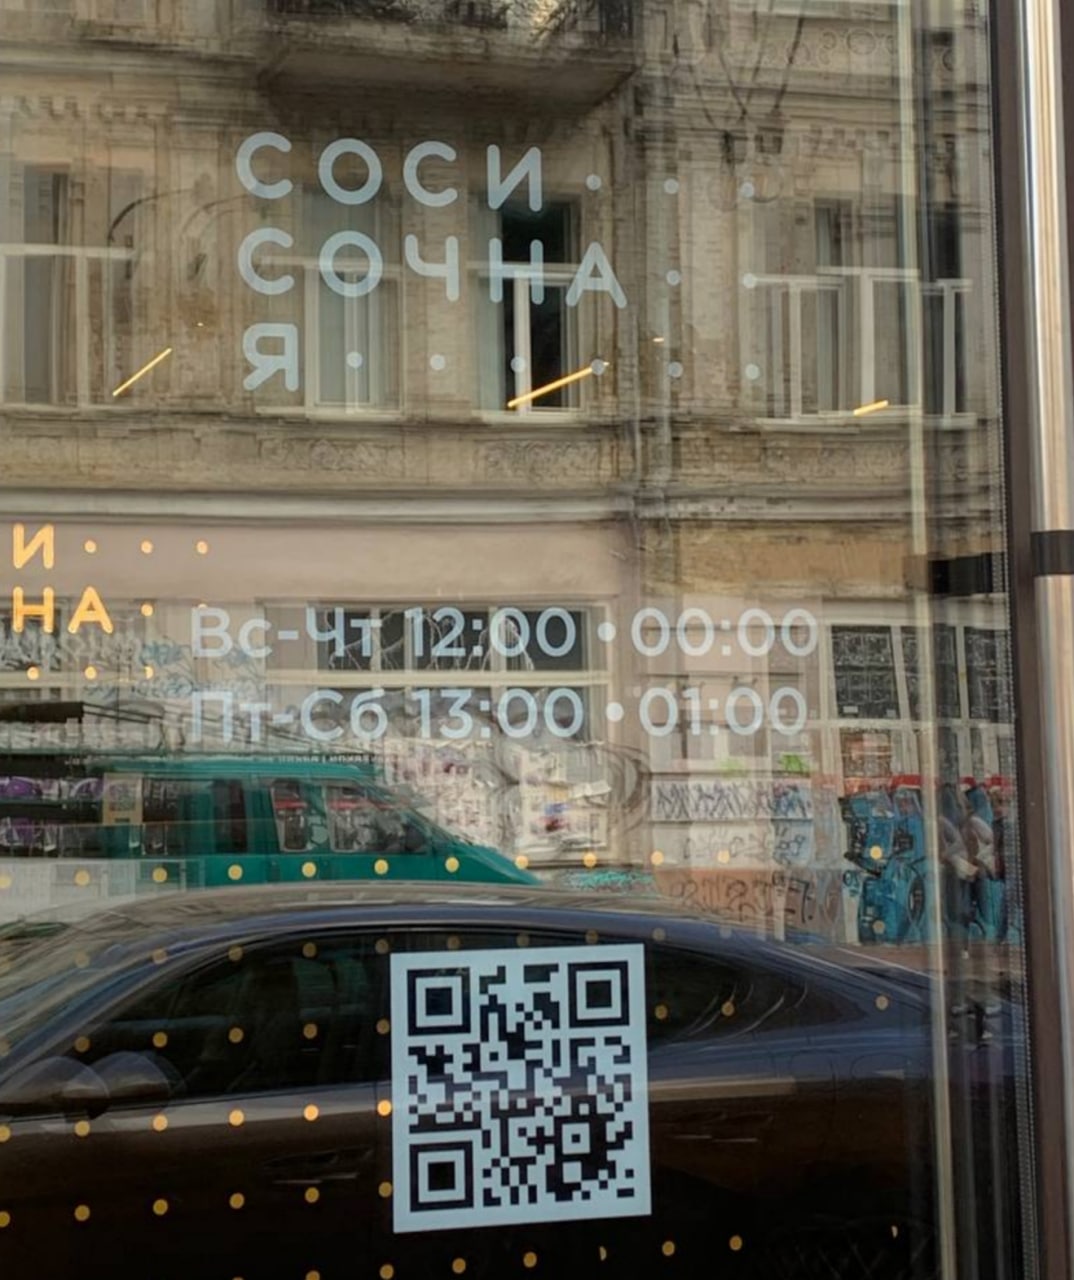 СОСИ
СОЧНА
Я
И
НА
Вс-Чт 12:00 • 00:00
Пт-Сб 13:00 • 01:00